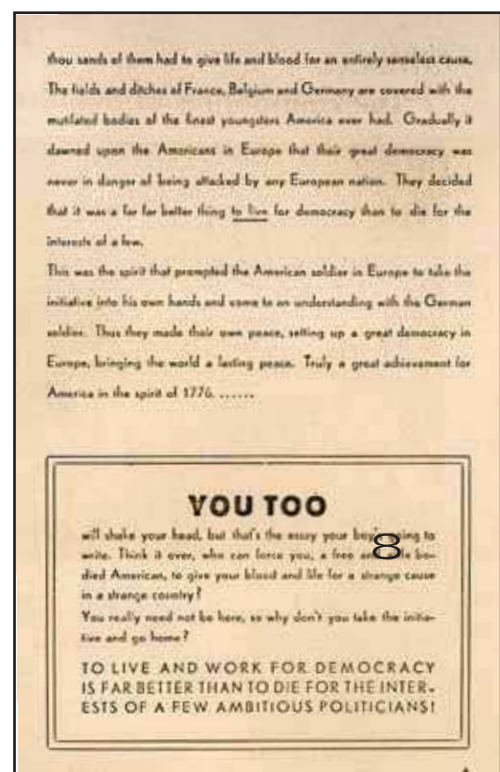 thou sands of them had to give life and blood for an entirely senseless cause.
The fields and ditches of France, Belgium and Germany are covered with the
mutilated bodies of the finest youngsters America ever had. Gradually it
dawned upon the Americans in Europe that their great democracy was
never in danger of being attacked by any European nation. They decided
that it was a far far better thing to live for democracy than to die for the
interests of a few.
This was the spirit that prompted the American soldier in Europe to take the
initiative into his own hands and come to an understanding with the German
soldier. Thus they made their own peace, setting up a great democracy in
Europe, bringing the world a lasting peace. Truly a great achievement for
America in the spirit of 1776. ......
YOU TOO
will shake your head, but that's the essay your boy is going to
write. Think it over, who can force you, a free and able bo-
died American, to give your blood and life for a strange cause
in a strange country?
You really need not be here, so why don't you take the initia-
tive and go home?
TO LIVE AND WORK FOR DEMOCRACY
IS FAR BETTER THAN TO DIE FOR THE INTER-
ESTS OF A FEW AMBITIOUS POLITICIANS!
8